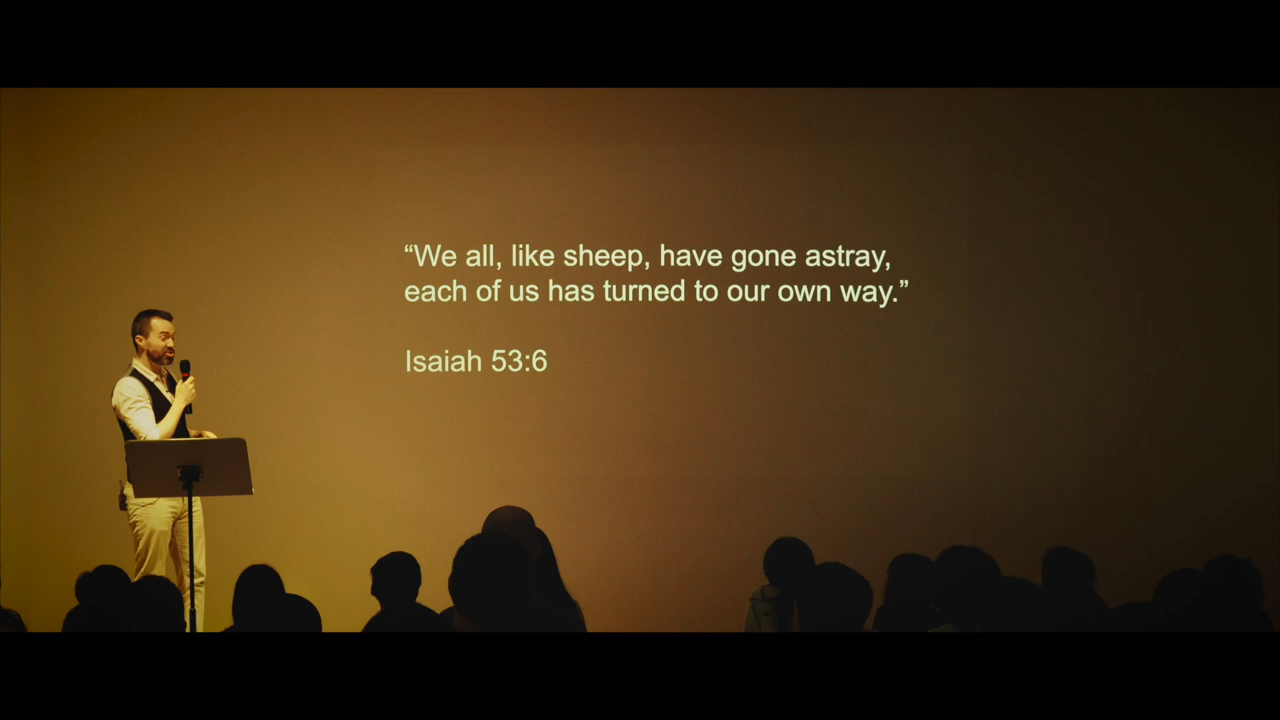 “We all, like sheep, have gone astray,
each of us has turned to our own way.”
Isaiah 53:6